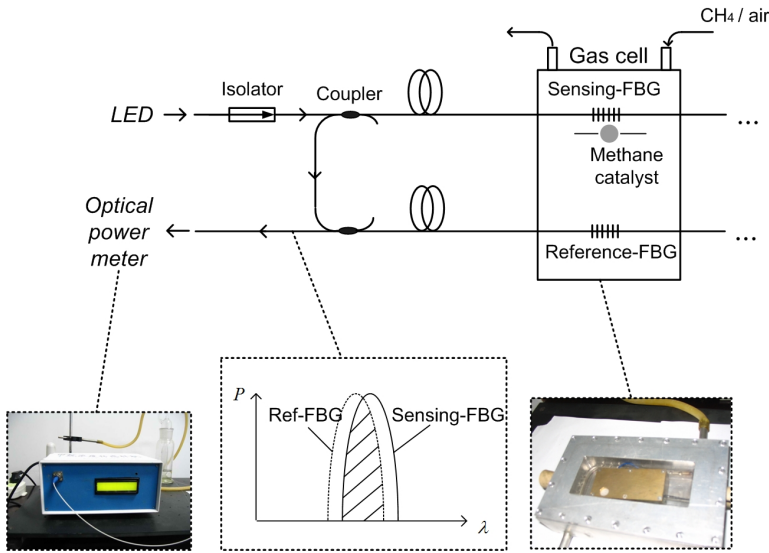 CH4 / air
Gas cell
Isolator
Coupler
Sensing-FBG
LED
...
Methane
catalyst
Optical
power
meter
Reference-FBG
...
P
Ref-FBG
Sensing-FBG
λ